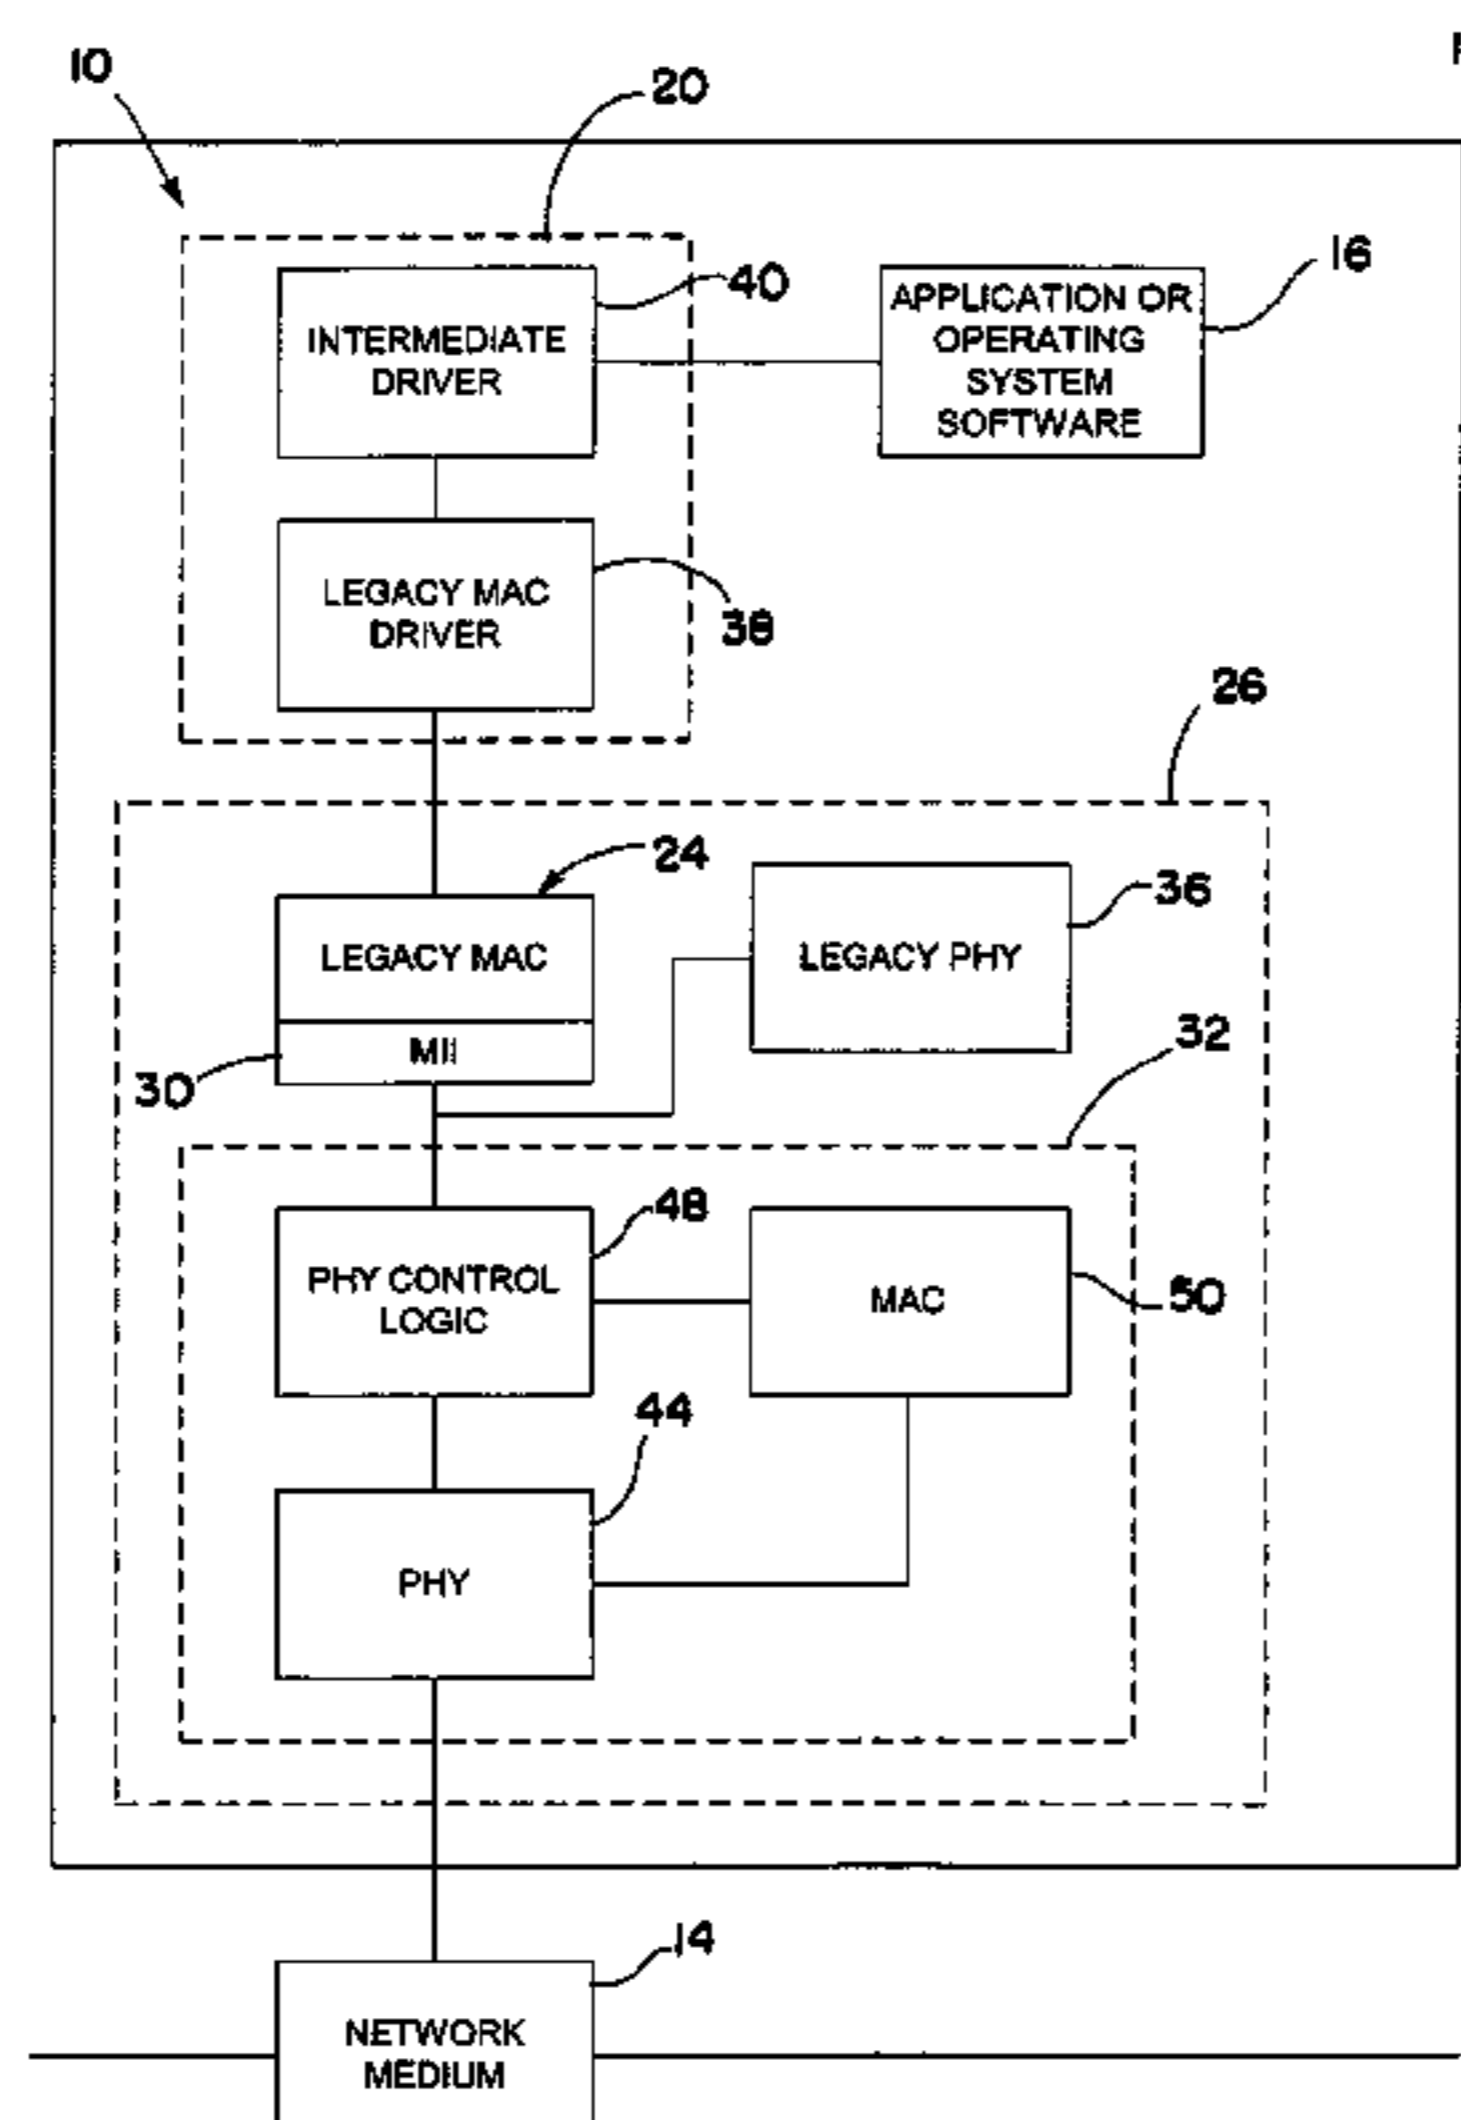 10
20
40
INTERMEDIATE
DRIVER
16
APPLICATION OR
OPERATING
SYSTEM
SOFTWARE
LEGACY MAC
DRIVER
38
26
24
LEGACY MAC
MII
30
36
LEGACY PHY
32
48
PHY CONTROL
LOGIC
MAC
50
44
PHY
14
NETWORK
MEDIUM